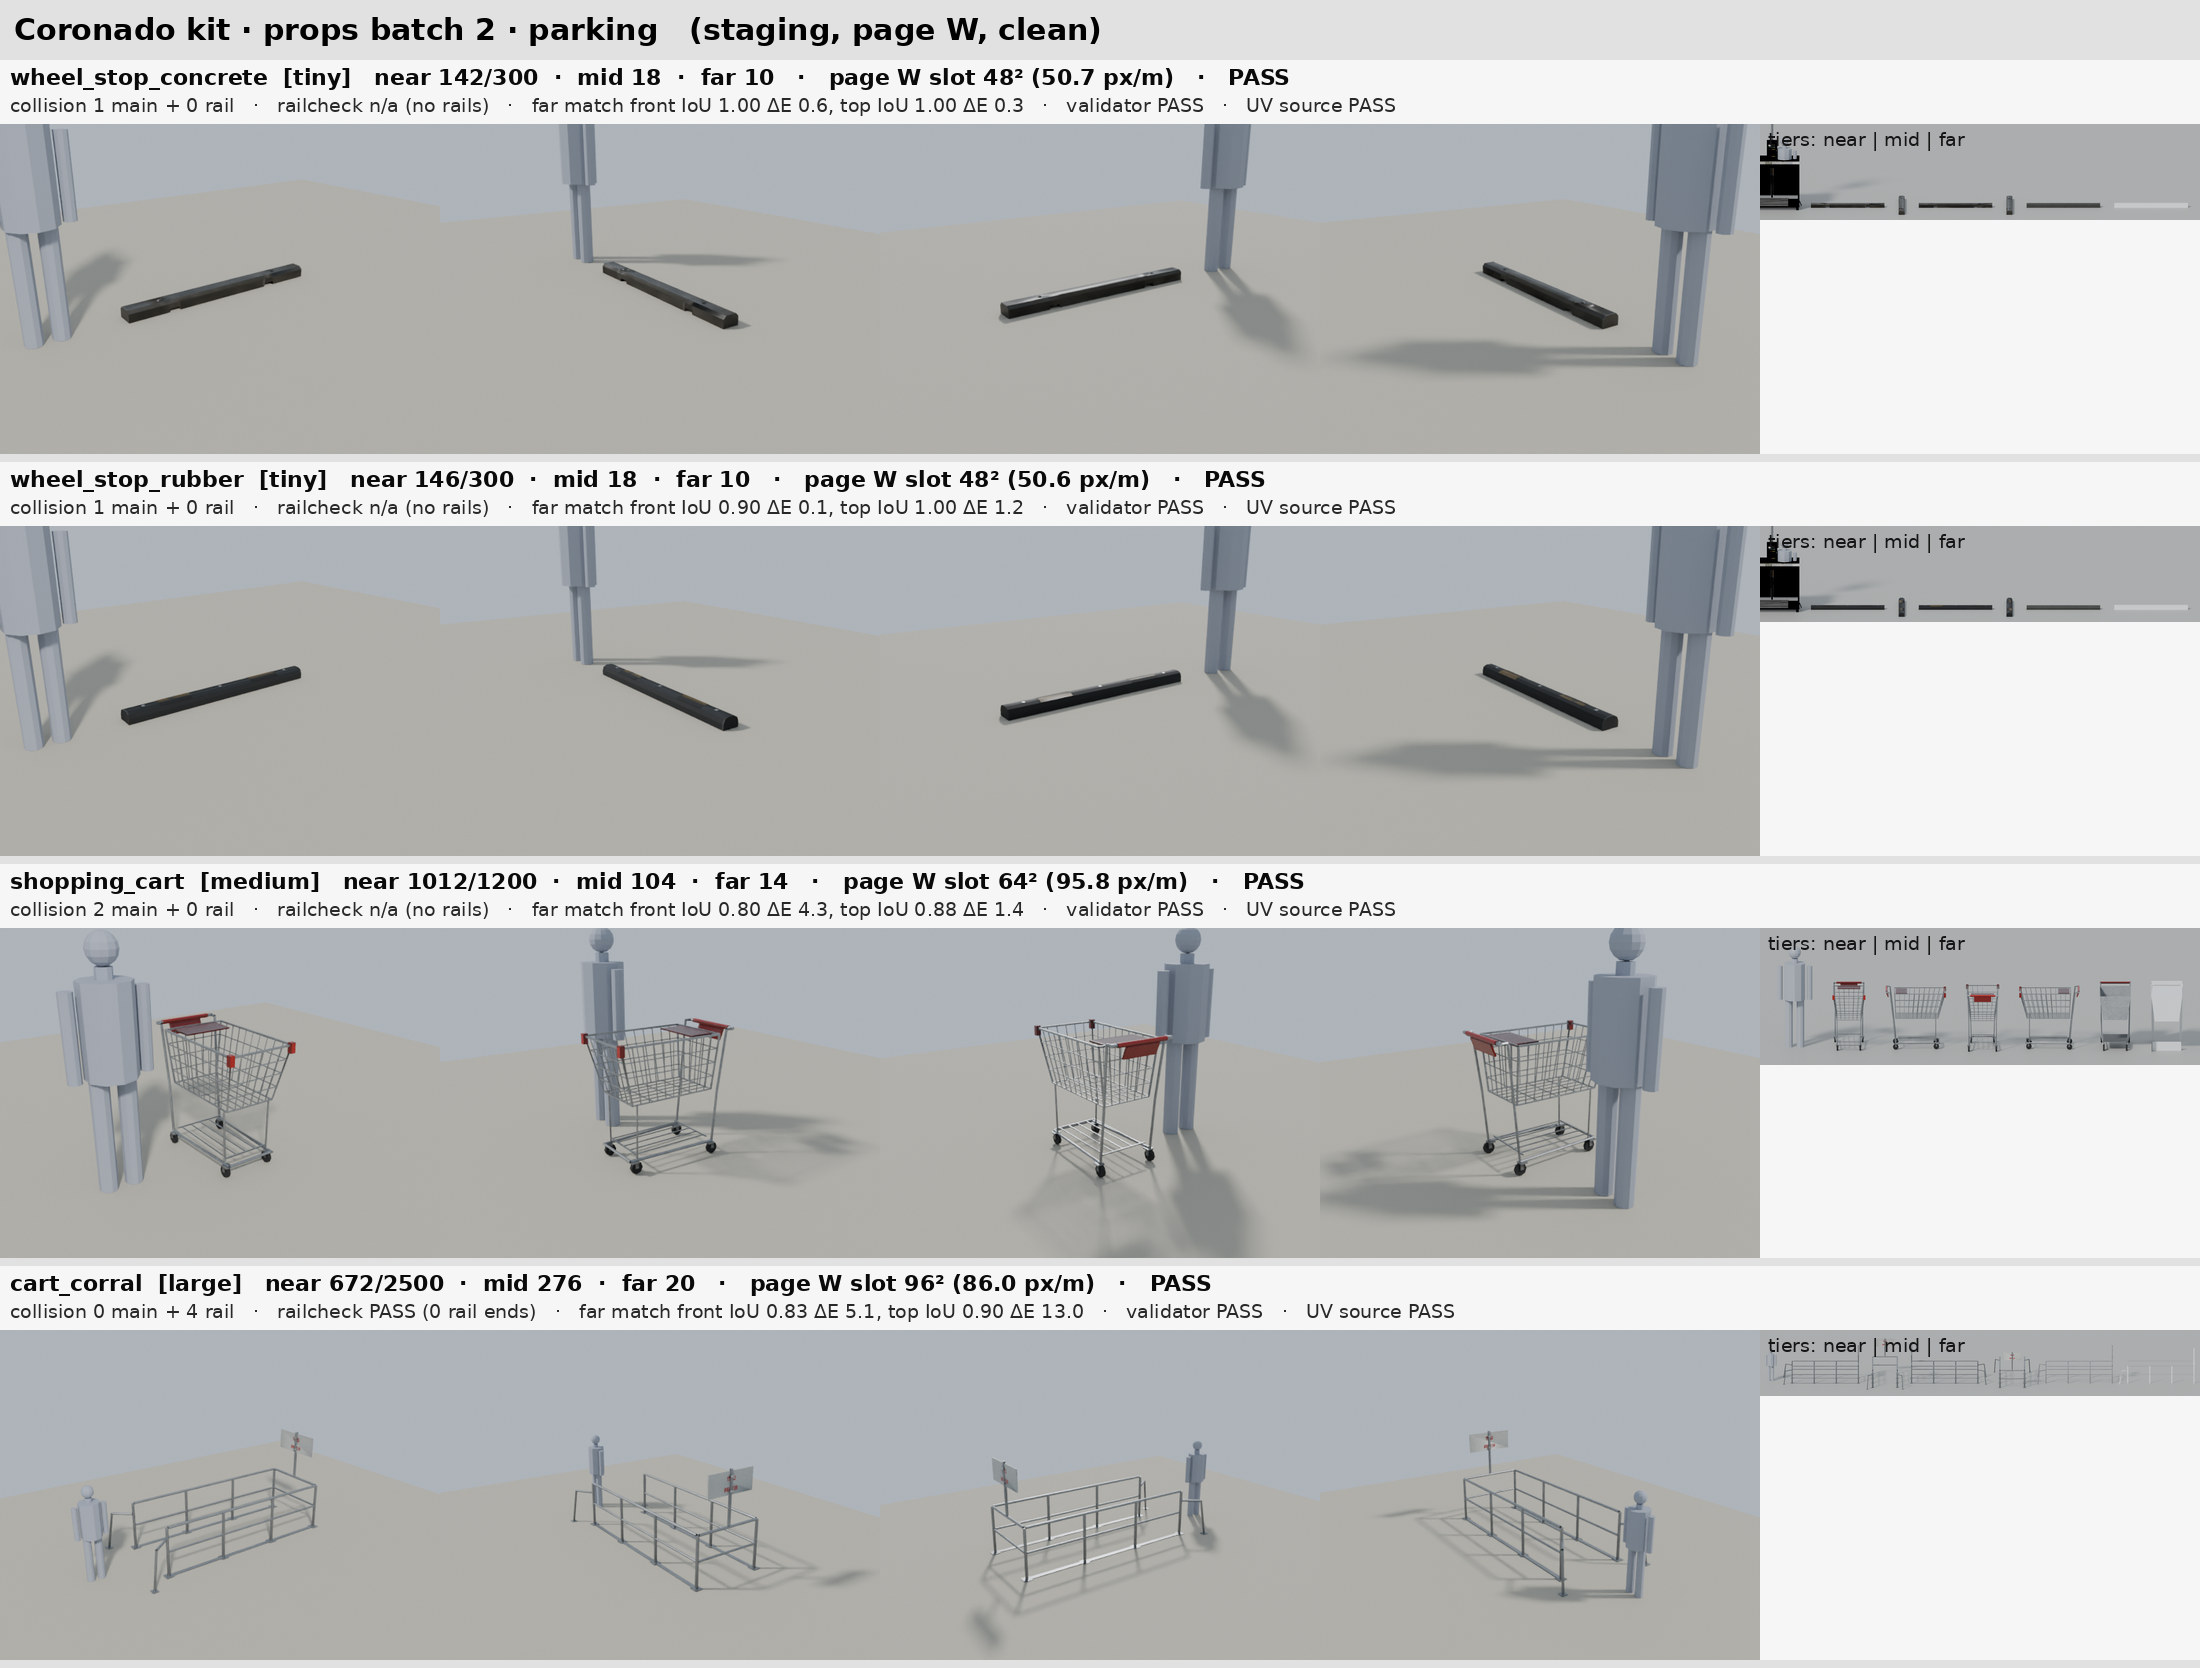 Coronado kit · props batch 2 · parking (staging, page W, clean)
wheel_stop_concrete [tiny] near 142/300 · mid 18 · far 10 · page W slot 48² (50.7 px/m) · PASS
collision 1 main + 0 rail · railcheck n/a (no rails) · far match front IoU 1.00 ΔE 0.6, top IoU 1.00 ΔE 0.3 · validator PASS · UV source PASS
tiers: near | mid | far
wheel_stop_rubber [tiny] near 146/300 · mid 18 · far 10 · page W slot 48² (50.6 px/m) · PASS
collision 1 main + 0 rail · railcheck n/a (no rails) · far match front IoU 0.90 ΔE 0.1, top IoU 1.00 ΔE 1.2 · validator PASS · UV source PASS
tiers: near | mid | far
shopping_cart [medium] near 1012/1200 · mid 104 · far 14 · page W slot 64² (95.8 px/m) · PASS
collision 2 main + 0 rail · railcheck n/a (no rails) · far match front IoU 0.80 ΔE 4.3, top IoU 0.88 ΔE 1.4 · validator PASS · UV source PASS
tiers: near | mid | far
cart_corral [large] near 672/2500 · mid 276 · far 20 · page W slot 96² (86.0 px/m) · PASS
collision 0 main + 4 rail · railcheck PASS (0 rail ends) · far match front IoU 0.83 ΔE 5.1, top IoU 0.90 ΔE 13.0 · validator PASS · UV source PASS
tiers: near | mid | far